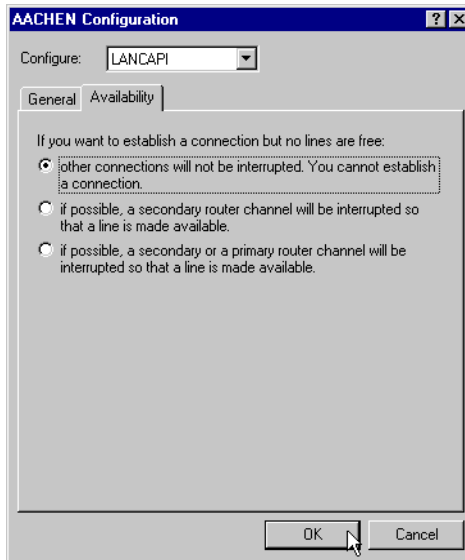 AACHEN Configuration
Configure: LANCAPI
General Availability
If you want to establish a connection but no lines are free:
other connections will not be interrupted. You cannot establish
a connection.
if possible, a secondary router channel will be interrupted so
that a line is made available.
if possible, a secondary or a primary router channel will be
interrupted so that a line is made available.
OK Cancel